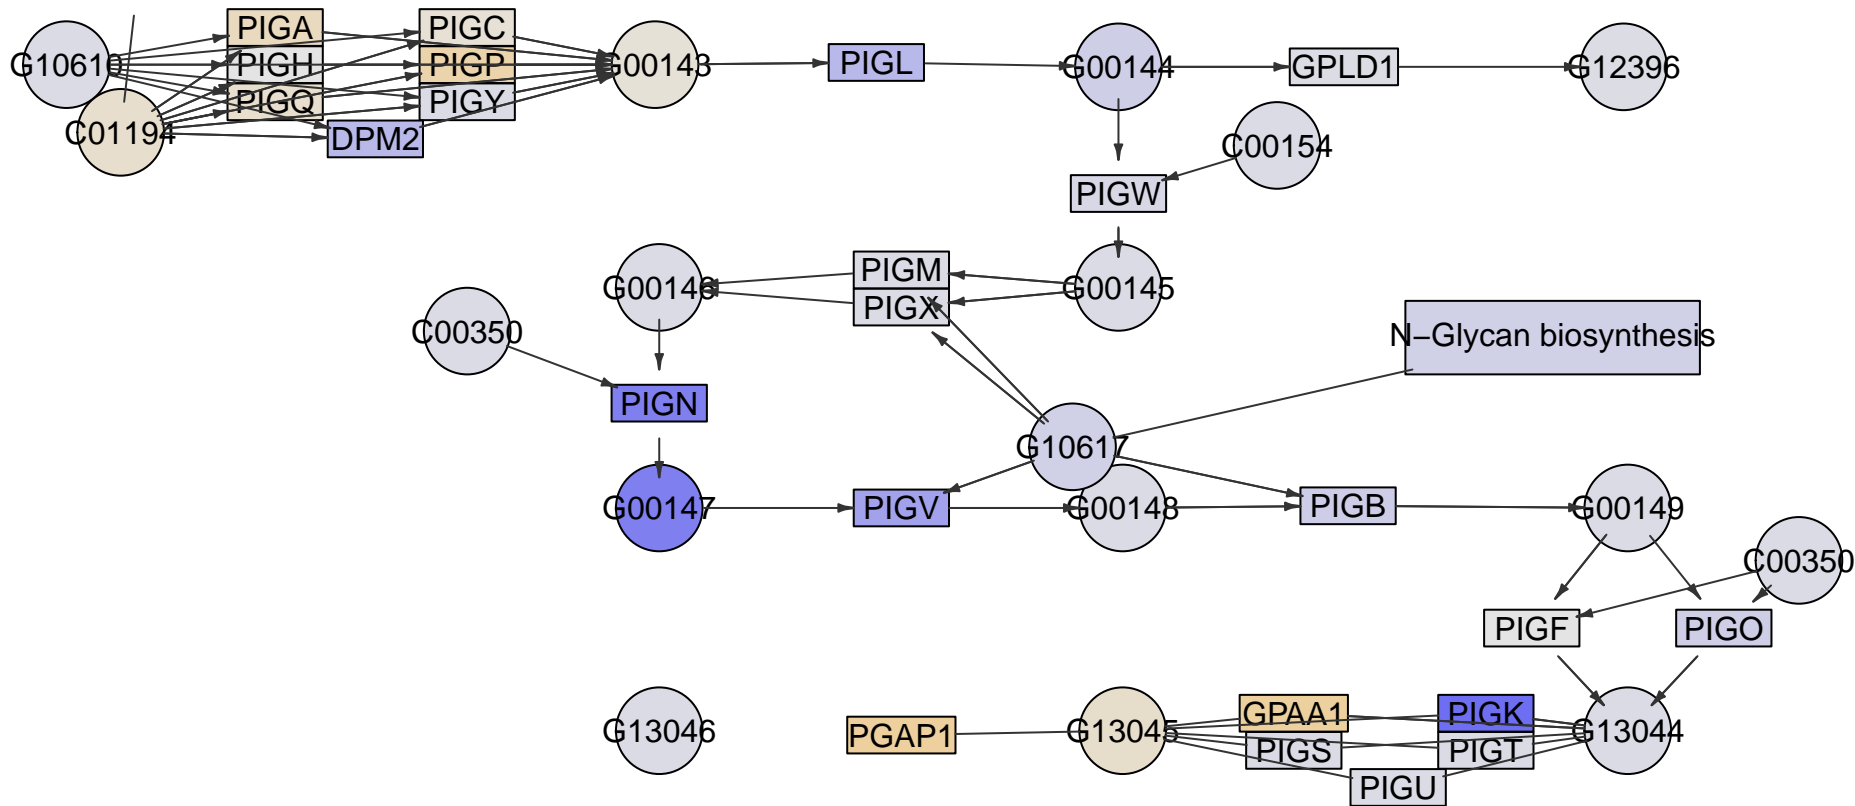 PIGA
PIGC
G10610
PIGH
PIGP
G00143
PIGL
G00144
GPLD1
G12396
PIGQ
PIGY
C01194
DPM2
C00154
PIGW
G00146
PIGM
G00145
PIGX
C00350
N−Glycan biosynthesis
PIGN
G10617
G00147
PIGV
G00148
PIGB
G00149
C00350
PIGF
PIGO
G13046
PGAP1
G13045
GPAA1
PIGK
G13044
PIGS
PIGT
PIGU